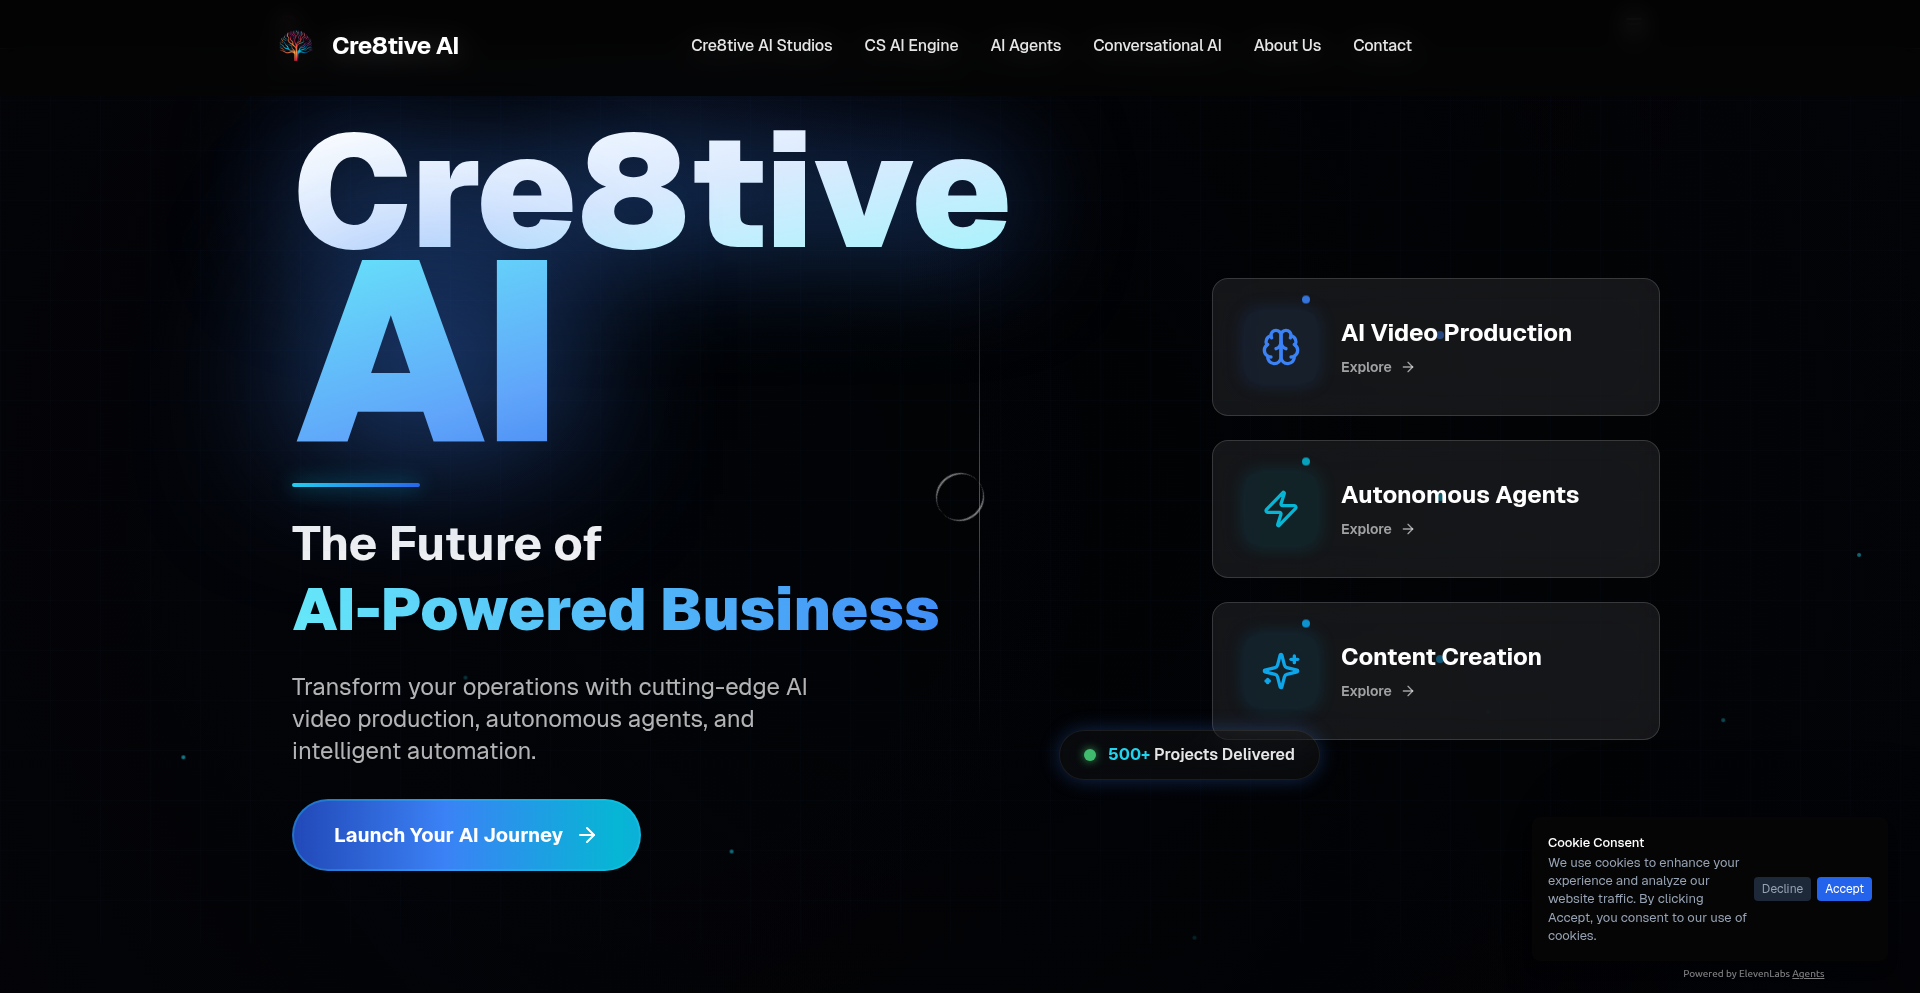 Cre8tive AI
Cre8tive AI Studios
CS AI Engine
AI Agents
Conversational AI
About Us
Contact
Cre8tive
AI
The Future of
AI-Powered Business
Transform your operations with cutting-edge AI
video production, autonomous agents, and
intelligent automation.
Launch Your AI Journey
AI Video Production
Explore
Autonomous Agents
Explore
Content Creation
Explore
500+ Projects Delivered
Cookie Consent
We use cookies to enhance your
experience and analyze our
website traffic. By clicking
Accept, you consent to our use of
cookies.
Decline
Accept
Powered by ElevenLabs Agents